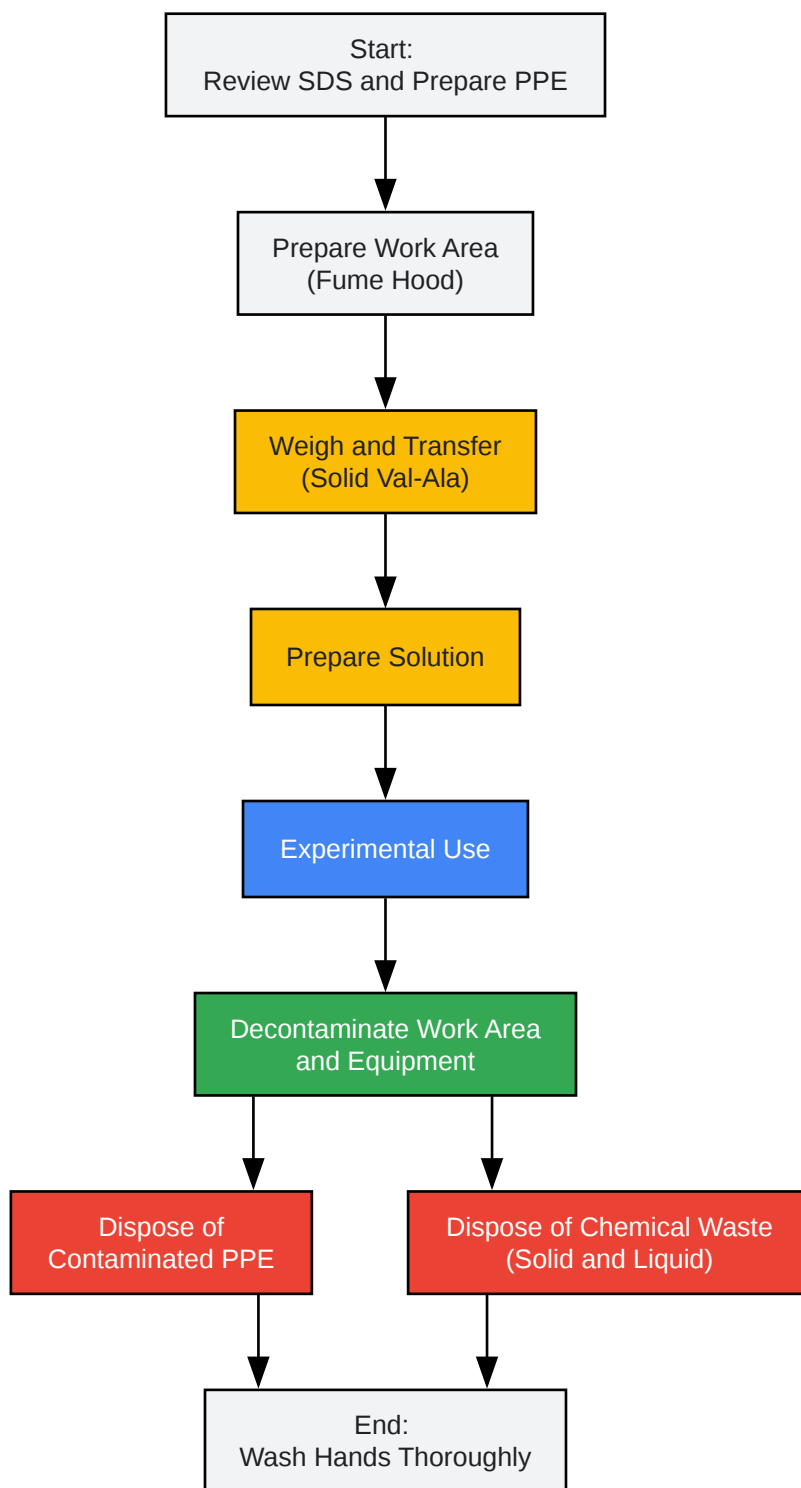 Start:
Review SDS and Prepare PPE
Prepare Work Area
(Fume Hood)
Weigh and Transfer
(Solid Val-Ala)
Prepare Solution
Experimental Use
Decontaminate Work Area
and Equipment
Dispose of
Contaminated PPE
Dispose of Chemical Waste
(Solid and Liquid)
End:
Wash Hands Thoroughly